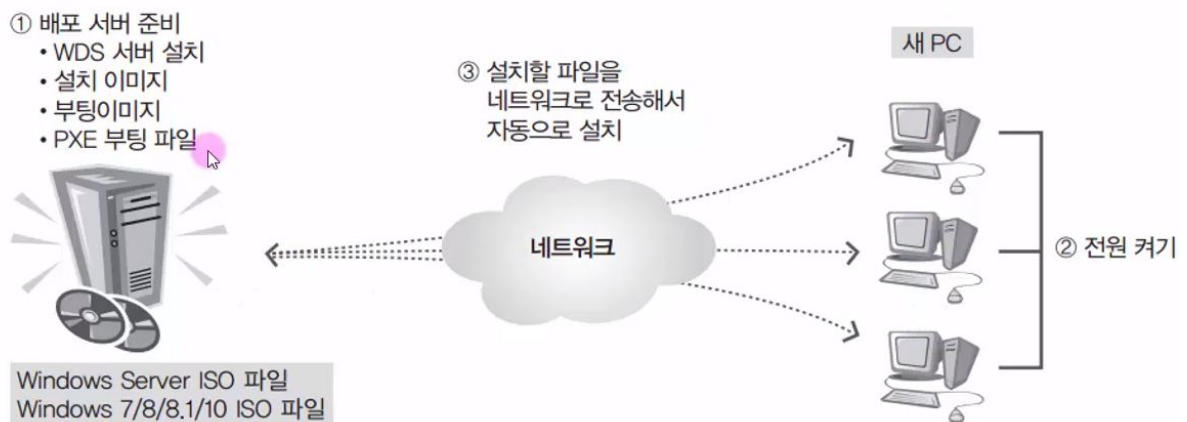 ① 배포 서버 준비
• WDS 서버 설치
• 설치 이미지
• 부팅이미지
• PXE 부팅 파일
③ 설치할 파일을
네트워크로 전송해서
자동으로 설치
새 PC
네트워크
② 전원 켜기
Windows Server ISO 파일
Windows 7/8/8.1/10 ISO 파일